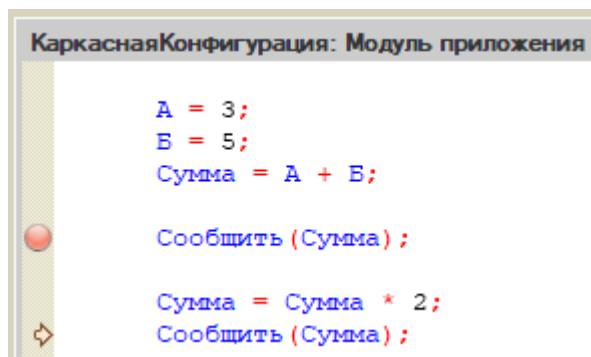 КаркаснаяКонфигурация: Модуль приложения
А = 3;
Б = 5;
Сумма = А + Б;
Сообщить(Сумма);
Сумма = Сумма * 2;
Сообщить(Сумма);